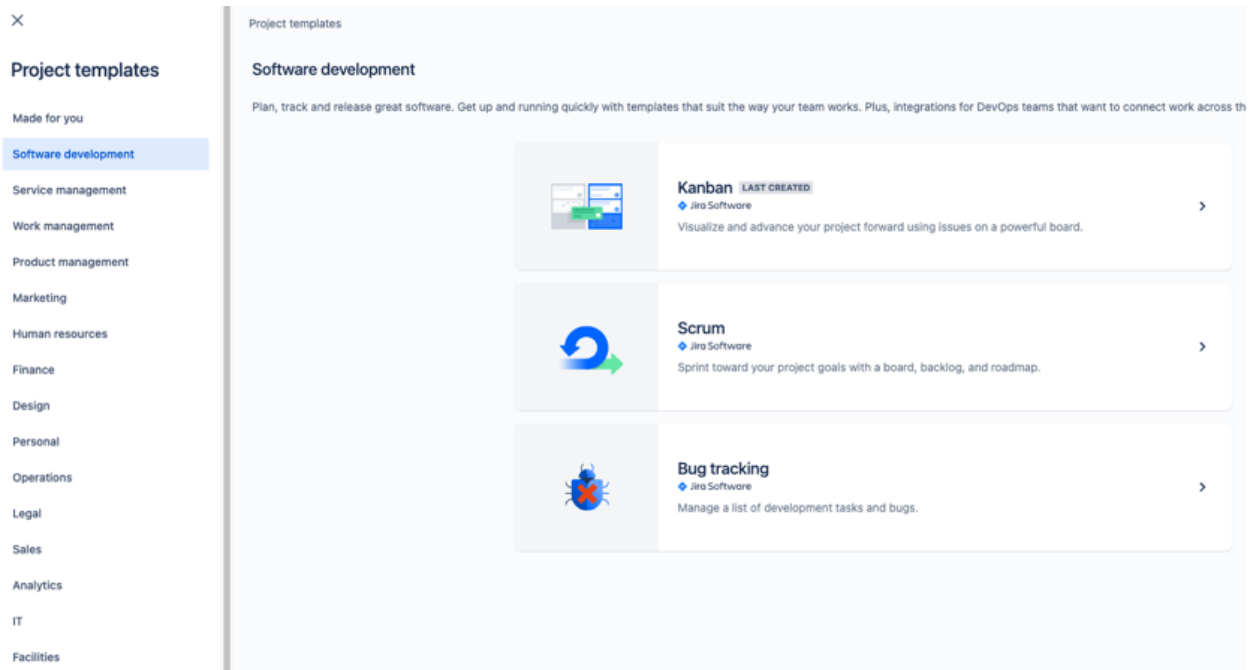 Project templates
Made for you
Software development
Service management
Work management
Product management
Marketing
Human resources
Finance
Design
Personal
Operations
Legal
Sales
Analytics
IT
Facilities
Project templates
Software development
Plan, track and release great software. Get up and running quickly with templates that suit the way your team works. Plus, integrations for DevOps teams that want to connect work across th
Kanban LAST CREATED
Jira Software
Visualize and advance your project forward using issues on a powerful board.
Scrum
Jira Software
Sprint toward your project goals with a board, backlog, and roadmap.
Bug tracking
Jira Software
Manage a list of development tasks and bugs.